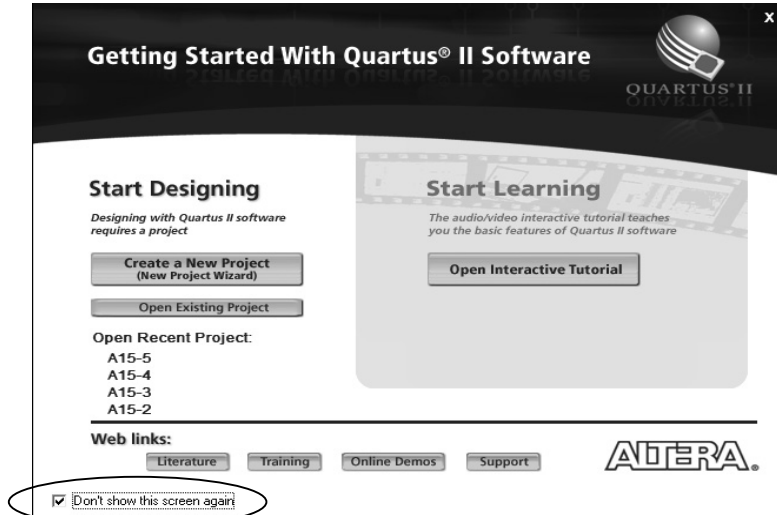 X
Getting Started With Quartus® II Software
QUARTUS® II
Start Designing
Designing with Quartus II software
requires a project
Create a New Project
(New Project Wizard)
Open Existing Project
Open Recent Project:
A15-5
A15-4
A15-3
A15-2
Start Learning
The audio/video interactive tutorial teaches
you the basic features of Quartus II software
Open Interactive Tutorial
Web links:
Literature
Training
Online Demos
Support
ALTERA®
Don't show this screen again